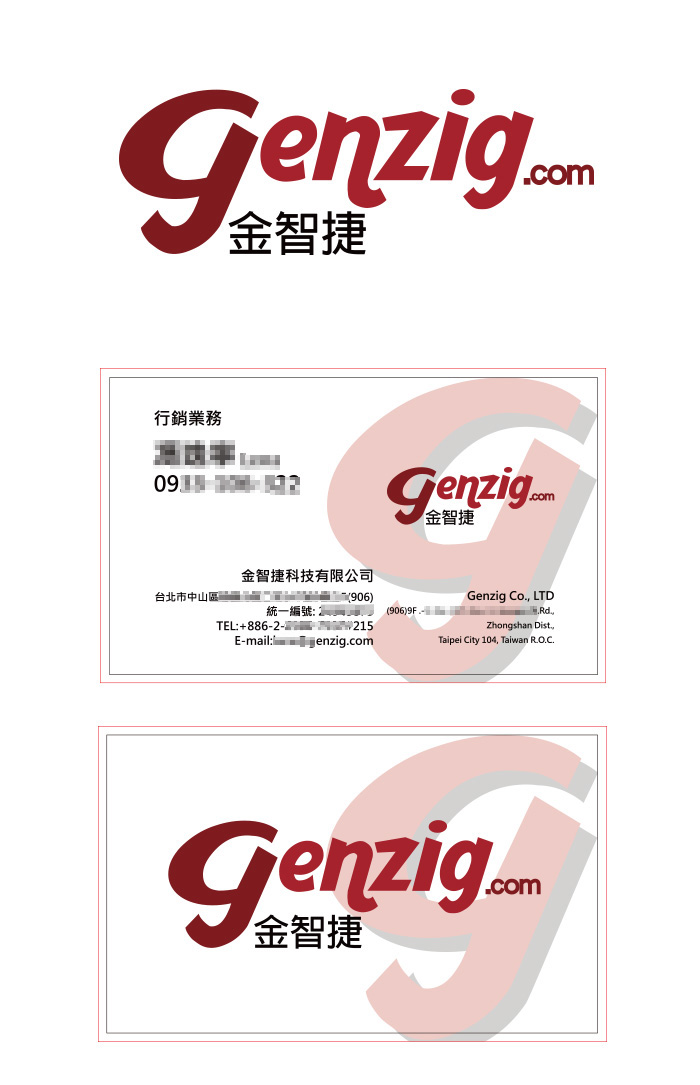 Genzig.com
金智捷
行銷業務
09
Genzig.com
金智捷
金智捷科技有限公司
台北市中山區 (906)
統一編號:
TEL:+886-2- 215
E-mail: @genzig.com
Genzig Co., LTD
(906)9F .- Rd.,
Zhongshan Dist.,
Taipei City 104, Taiwan R.O.C.
Genzig.com
金智捷